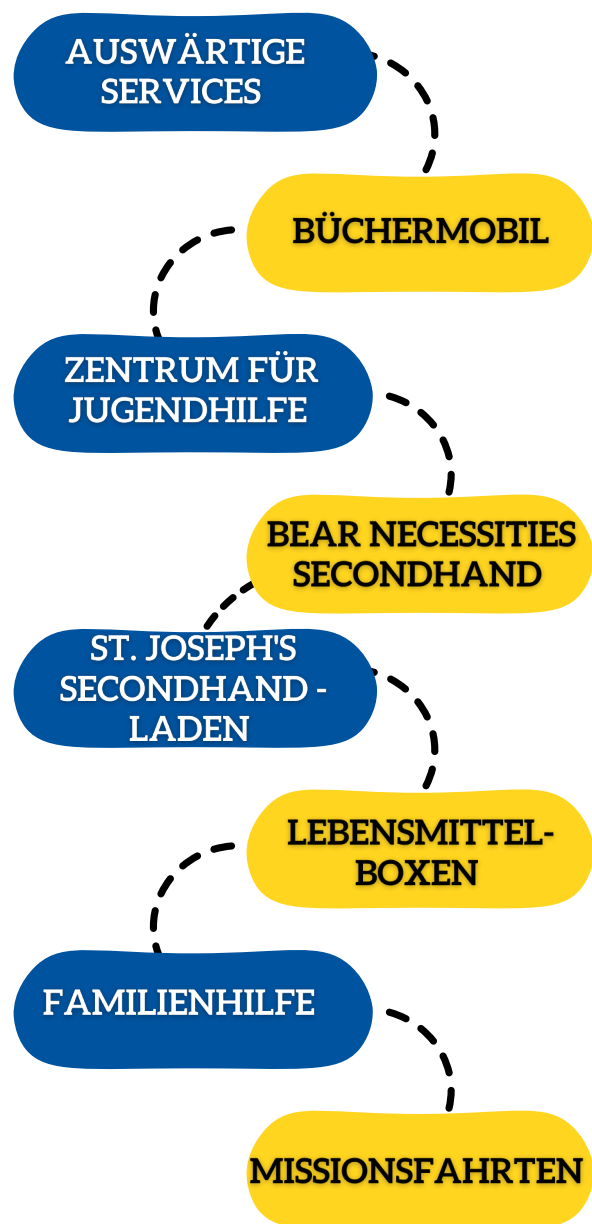 AUSWÄRTIGE
SERVICES
BÜCHERMOBIL
ZENTRUM FÜR
JUGENDHILFE
BEAR NECESSITIES
SECONDHAND
ST. JOSEPH'S
SECONDHAND -
LADEN
LEBENSMITTEL-
BOXEN
FAMILIENHILFE
MISSIONSFAHRTEN